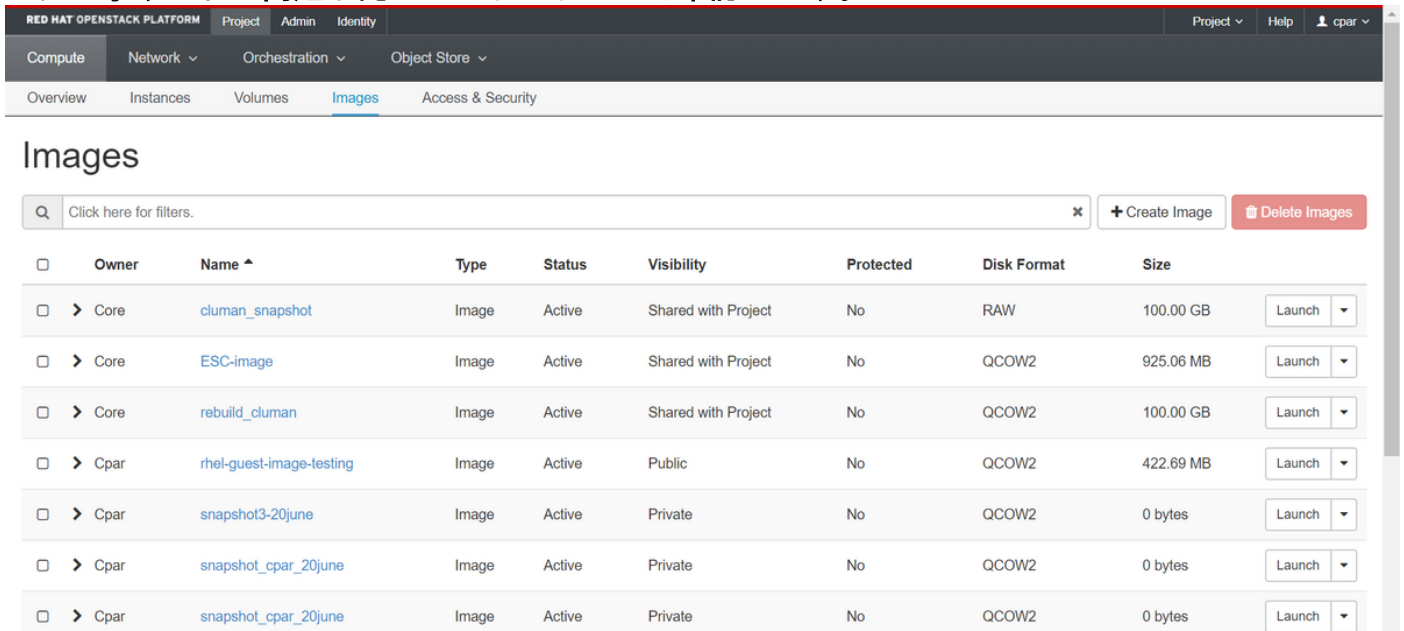 RED HAT OPENSTACK PLATFORM Project Admin Identity Project Help cpar
Compute Network Orchestration Object Store
Overview Instances Volumes Images Access & Security
Images
Click here for filters. Create Image Delete Images
Owner Name Type Status Visibility Protected Disk Format Size
Core cluman_snapshot Image Active Shared with Project No RAW 100.00 GB Launch
Core ESC-image Image Active Shared with Project No QCOW2 925.06 MB Launch
Core rebuild_cluman Image Active Shared with Project No QCOW2 100.00 GB Launch
Cpar rhel-guest-image-testing Image Active Public No QCOW2 422.69 MB Launch
Cpar snapshot3-20june Image Active Private No QCOW2 0 bytes Launch
Cpar snapshot_cpar_20june Image Active Private No QCOW2 0 bytes Launch
Cpar snapshot_cpar_20june Image Active Private No QCOW2 0 bytes Launch